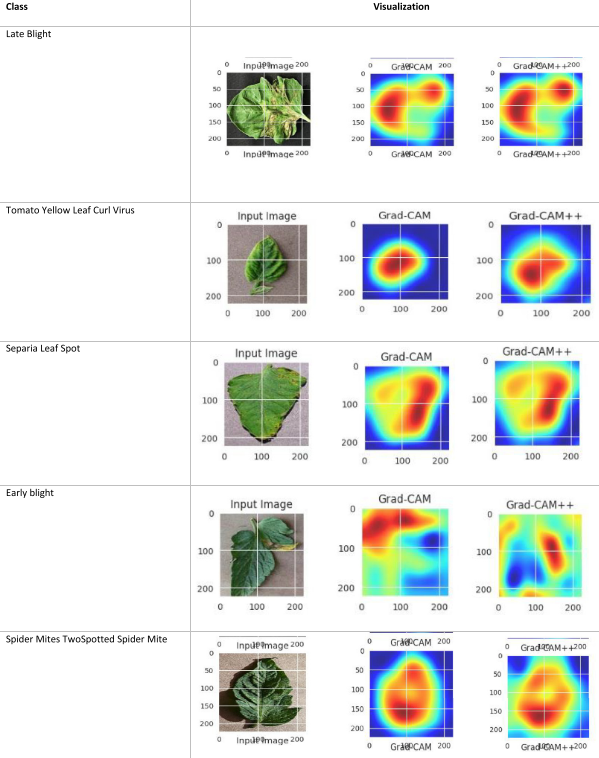 Class Visualization
Late Blight
0 100 200 0 100 200 0 100 200
Input Image Grad-CAM Grad-CAM++
0 0 0
50 50 50
100 100 100
150 150 150
200 200 200
0 100 200 0 100 200 0 100 200
Input Image Grad-CAM Grad-CAM++
Tomato Yellow Leaf Curl Virus
Input Image Grad-CAM Grad-CAM++
0 0 0
100 100 100
200 200 200
0 100 200 0 100 200 0 100 200
Separia Leaf Spot
Input Image Grad-CAM Grad-CAM++
0 0 0
100 100 100
200 200 200
0 100 200 0 100 200 0 100 200
Early blight
Input Image Grad-CAM Grad-CAM++
0 0 0
100 100 100
200 200 200
0 100 200 0 100 200 0 100 200
Spider Mites TwoSpotted Spider Mite
0 100 200 0 100 200 0 100 200
Input Image Grad-CAM Grad-CAM++
0 0 0
50 50 50
100 100 100
150 150 150
200 200 200
0 100 200 0 100 200 0 100 200
Input Image Grad-CAM Grad-CAM++